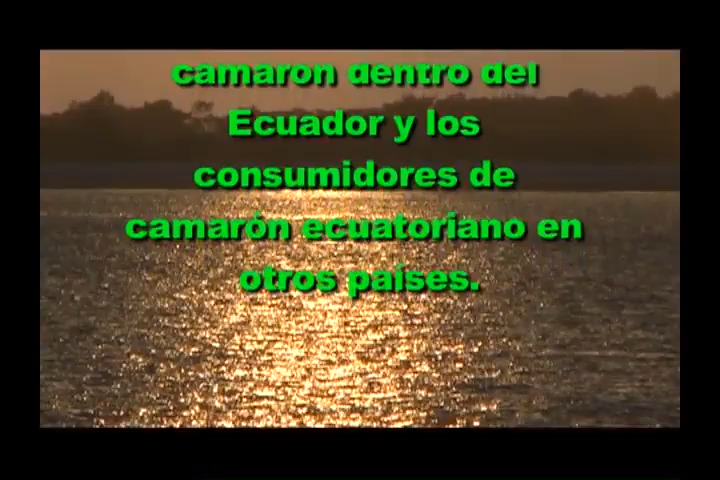 camaron dentro del
Ecuador y los
consumidores de
camarón ecuatoriano en
otros países.